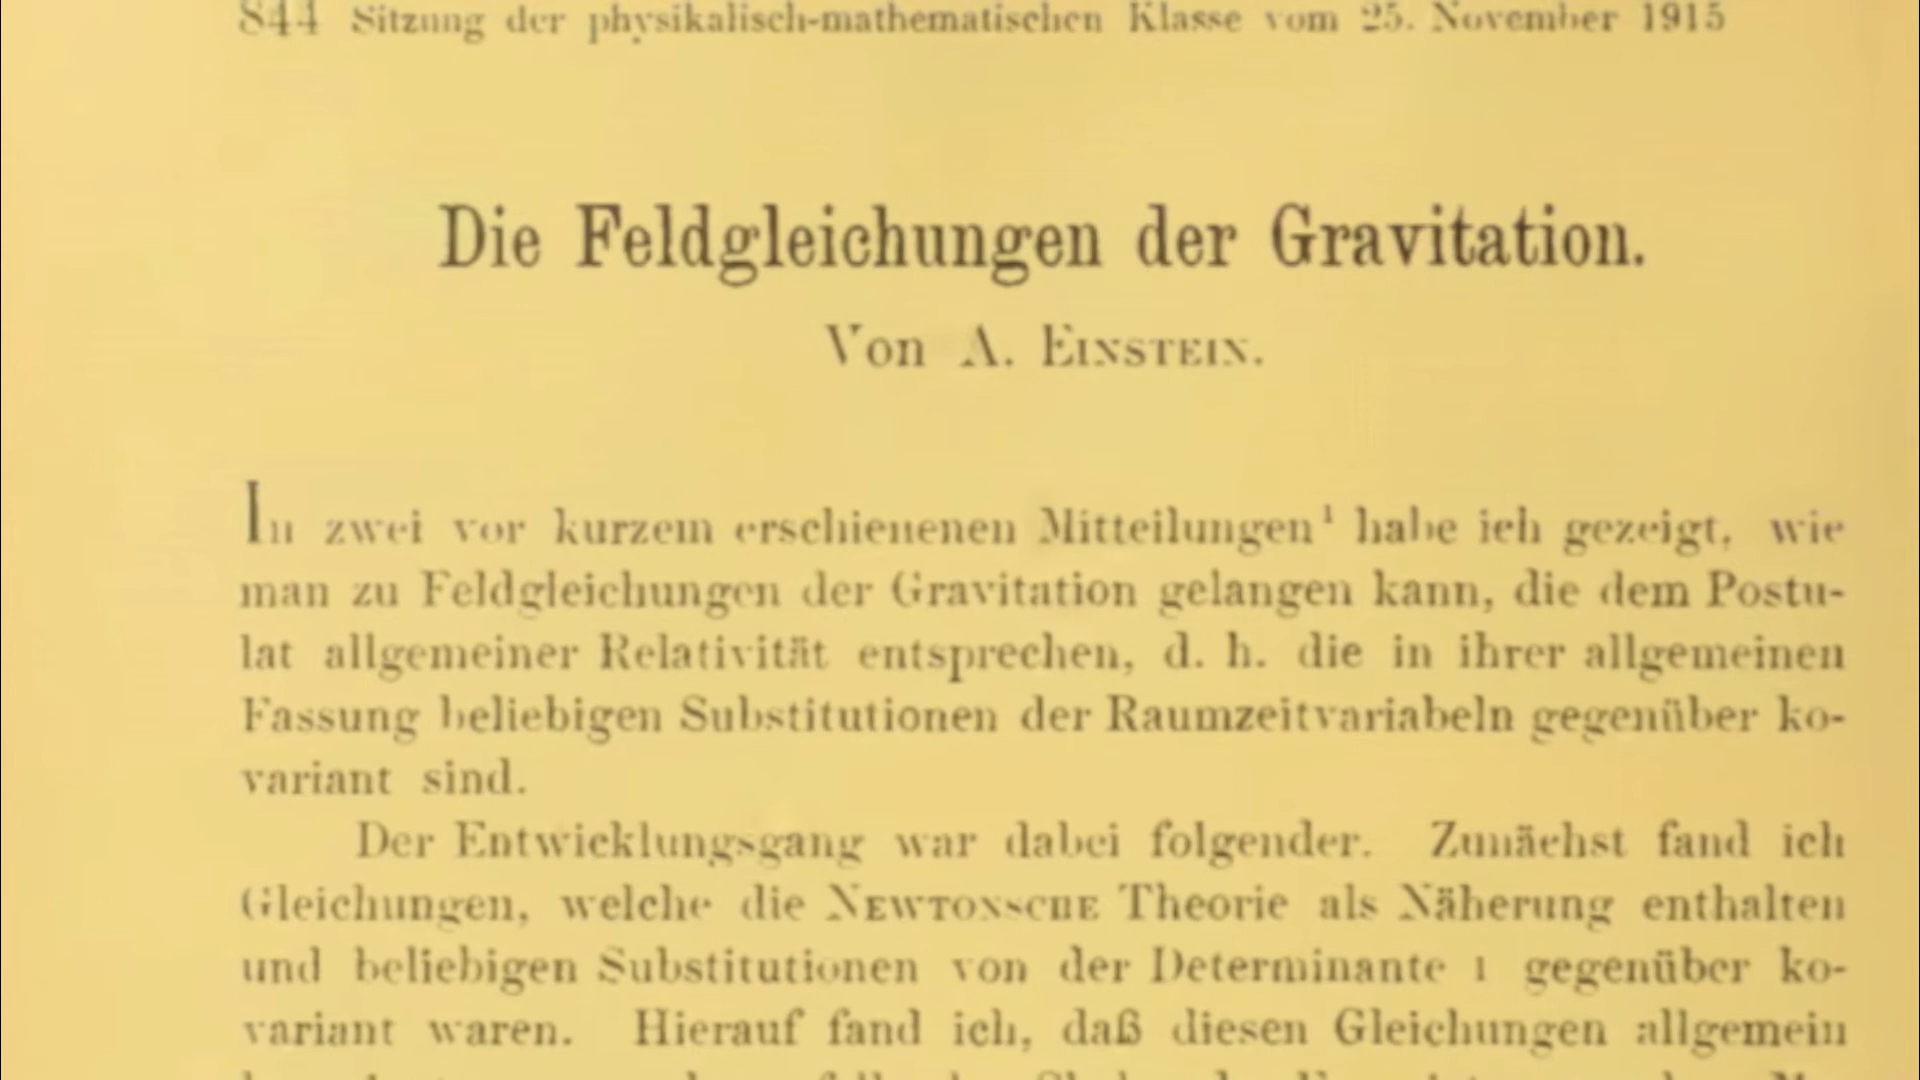 844 Sitzung der physikalisch-mathematischen Klasse vom 25. November 1915
Die Feldgleichungen der Gravitation.
Von A. Einstein.
In zwei vor kurzem erschienenen Mitteilungen¹ habe ich gezeigt, wie
man zu Feldgleichungen der Gravitation gelangen kann, die dem Postu-
lat allgemeiner Relativität entsprechen, d. h. die in ihrer allgemeinen
Fassung beliebigen Substitutionen der Raumzeitvariabeln gegenüber ko-
variant sind.
Der Entwicklungsgang war dabei folgender. Zunächst fand ich
Gleichungen, welche die Newtonsche Theorie als Näherung enthalten
und beliebigen Substitutionen von der Determinante 1 gegenüber ko-
variant waren. Hierauf fand ich, daß diesen Gleichungen allgemein